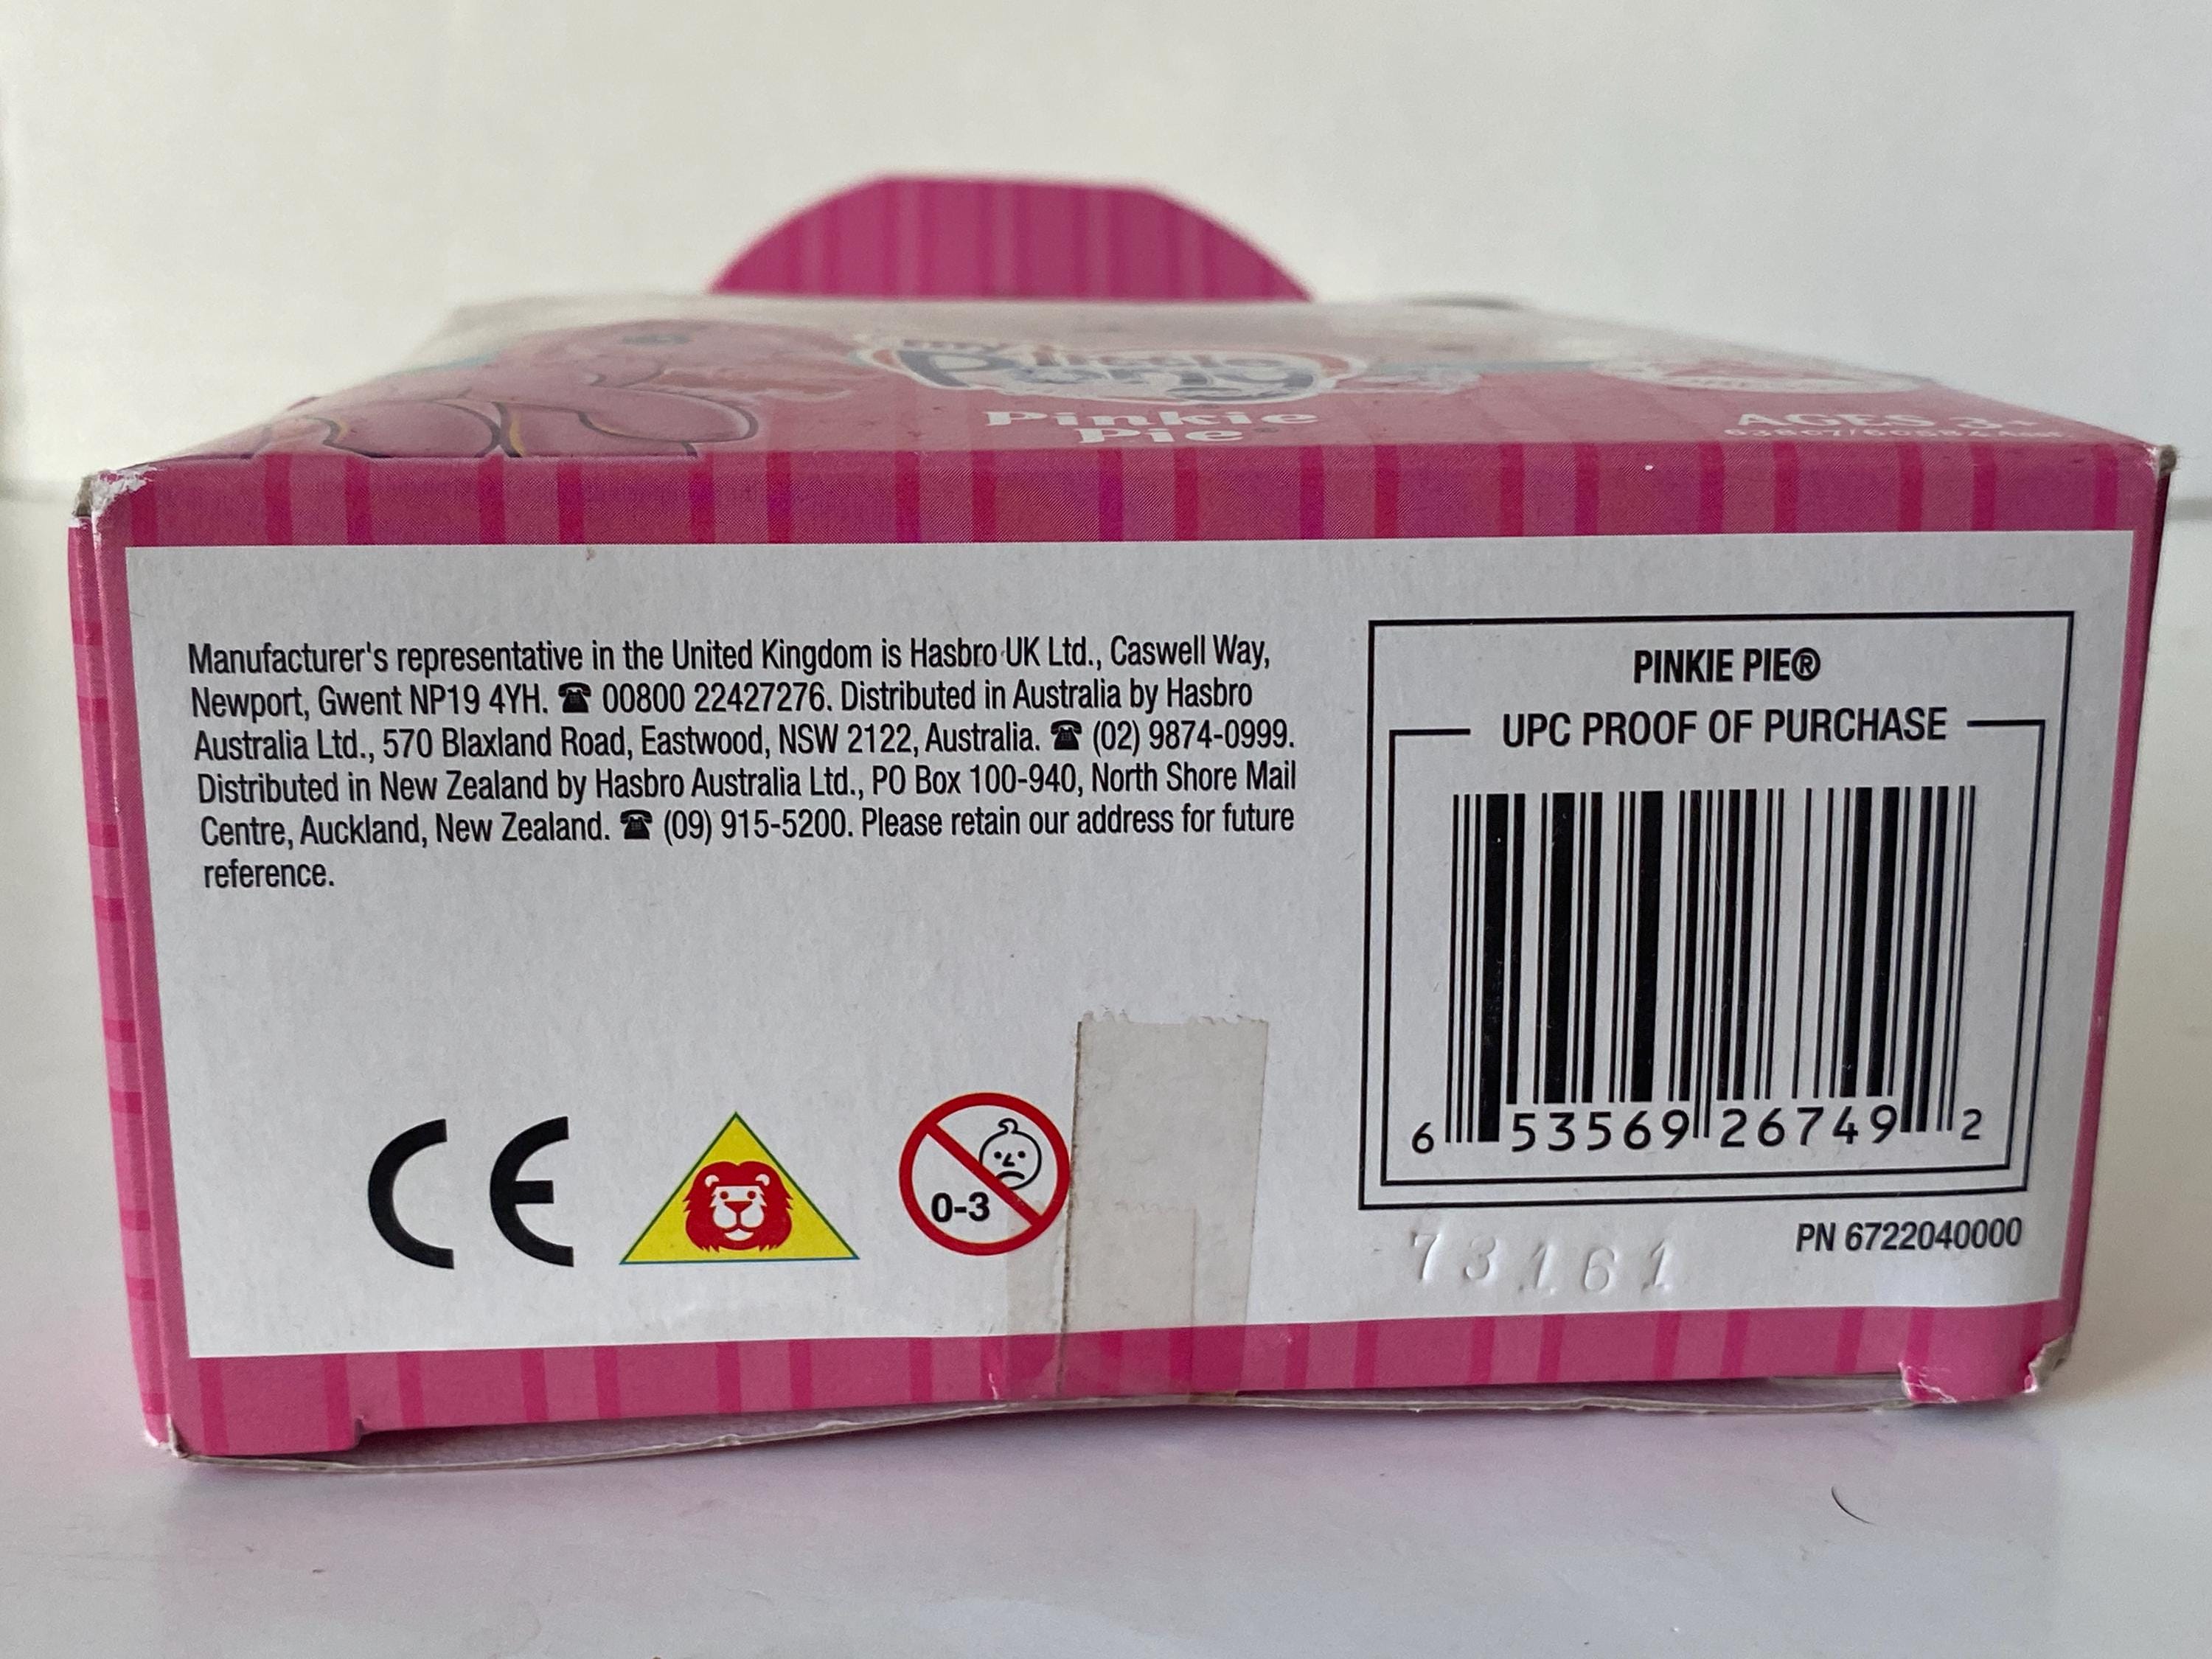 my little Pony
Pinkie
Pie
AGES 3+
Manufacturer's representative in the United Kingdom is Hasbro UK Ltd., Caswell Way,
Newport, Gwent NP19 4YH. ☎ 00800 22427276. Distributed in Australia by Hasbro
Australia Ltd., 570 Blaxland Road, Eastwood, NSW 2122, Australia. ☎ (02) 9874-0999.
Distributed in New Zealand by Hasbro Australia Ltd., PO Box 100-940, North Shore Mail
Centre, Auckland, New Zealand. ☎ (09) 915-5200. Please retain our address for future
reference.
CE
0-3
PINKIE PIE®
UPC PROOF OF PURCHASE
6 53569 26749 2
PN 6722040000
73161